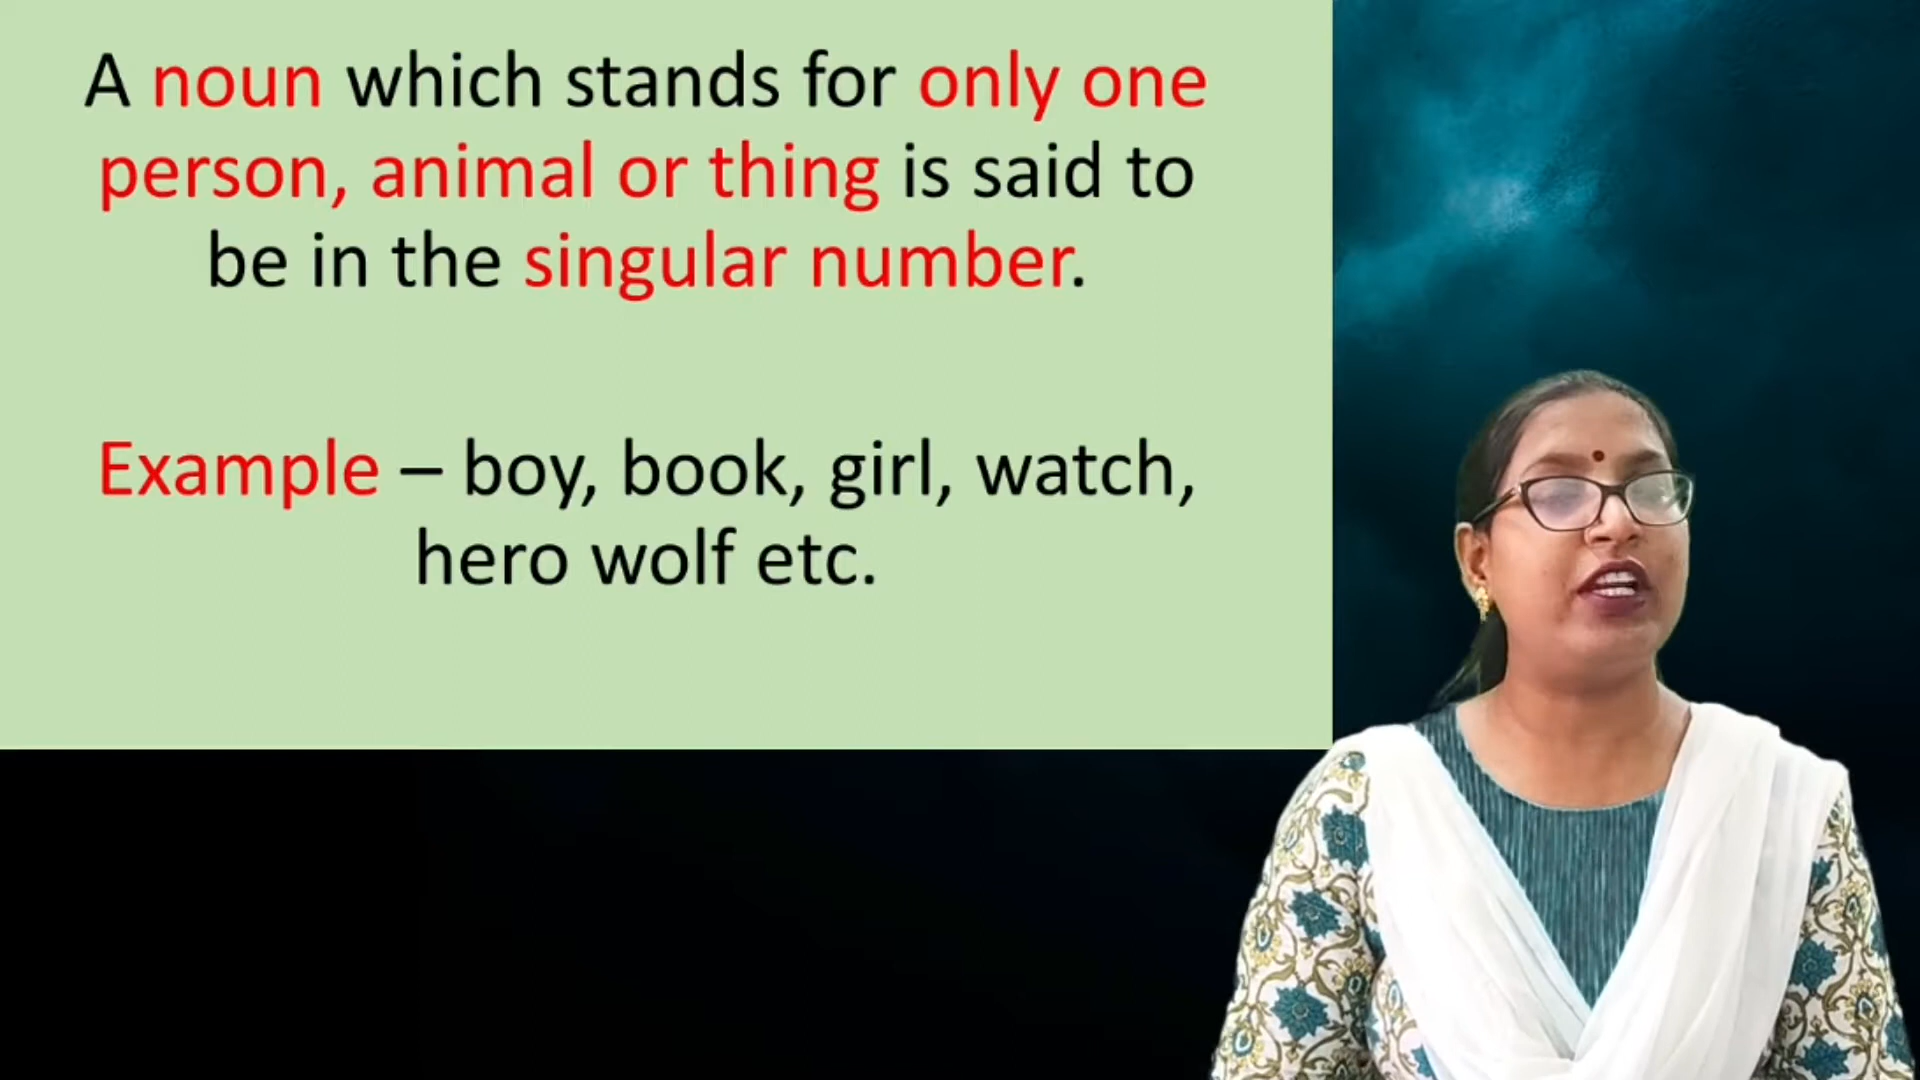 A noun which stands for only one
person, animal or thing is said to
be in the singular number.
Example – boy, book, girl, watch,
hero wolf etc.